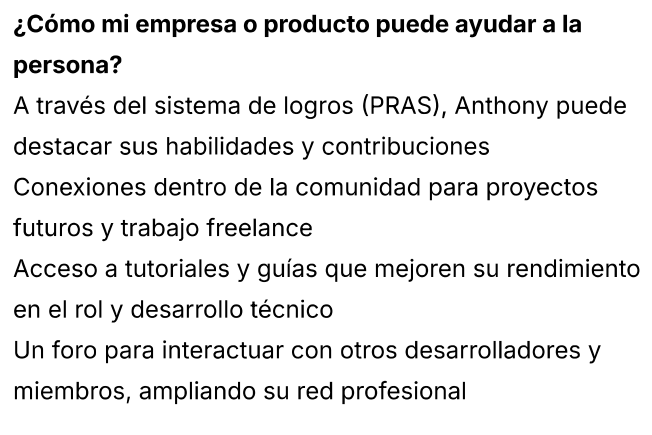 ¿Cómo mi empresa o producto puede ayudar a la
persona?
A través del sistema de logros (PRAS), Anthony puede
destacar sus habilidades y contribuciones
Conexiones dentro de la comunidad para proyectos
futuros y trabajo freelance
Acceso a tutoriales y guías que mejoren su rendimiento
en el rol y desarrollo técnico
Un foro para interactuar con otros desarrolladores y
miembros, ampliando su red profesional